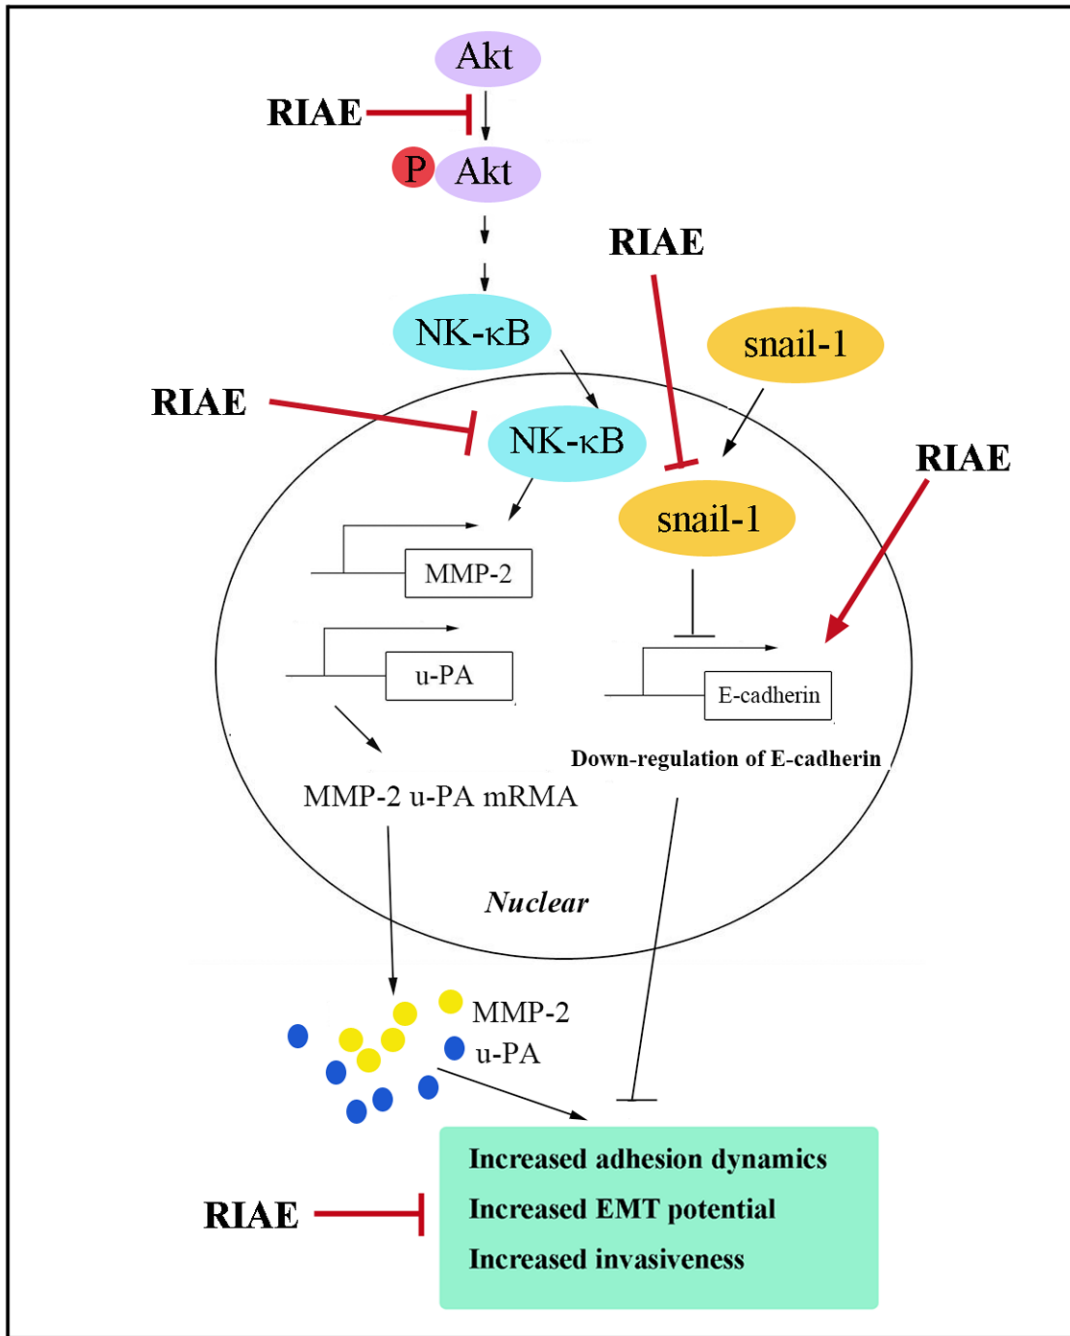 Akt
RIAE
P
Akt
RIAE
NK-κB
snail-1
RIAE
NK-κB
RIAE
snail-1
MMP-2
u-PA
E-cadherin
Down-regulation of E-cadherin
MMP-2 u-PA mRMA
Nuclear
MMP-2
u-PA
Increased adhesion dynamics
Increased EMT potential
RIAE
Increased invasiveness